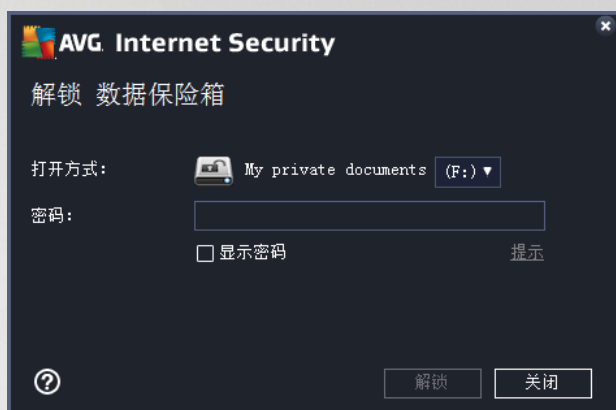 AVG Internet Security
解锁 数据保险箱
打开方式: My private documents (F:)
密码:
显示密码 提示
解锁 关闭